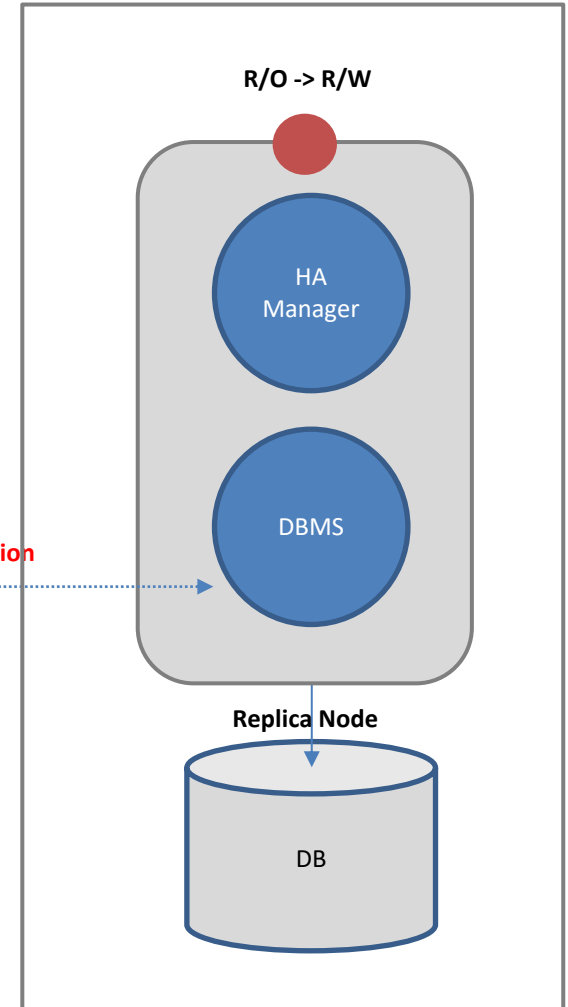 R/O -> R/W
HA
Manager
DBMS
Replica Node
DB